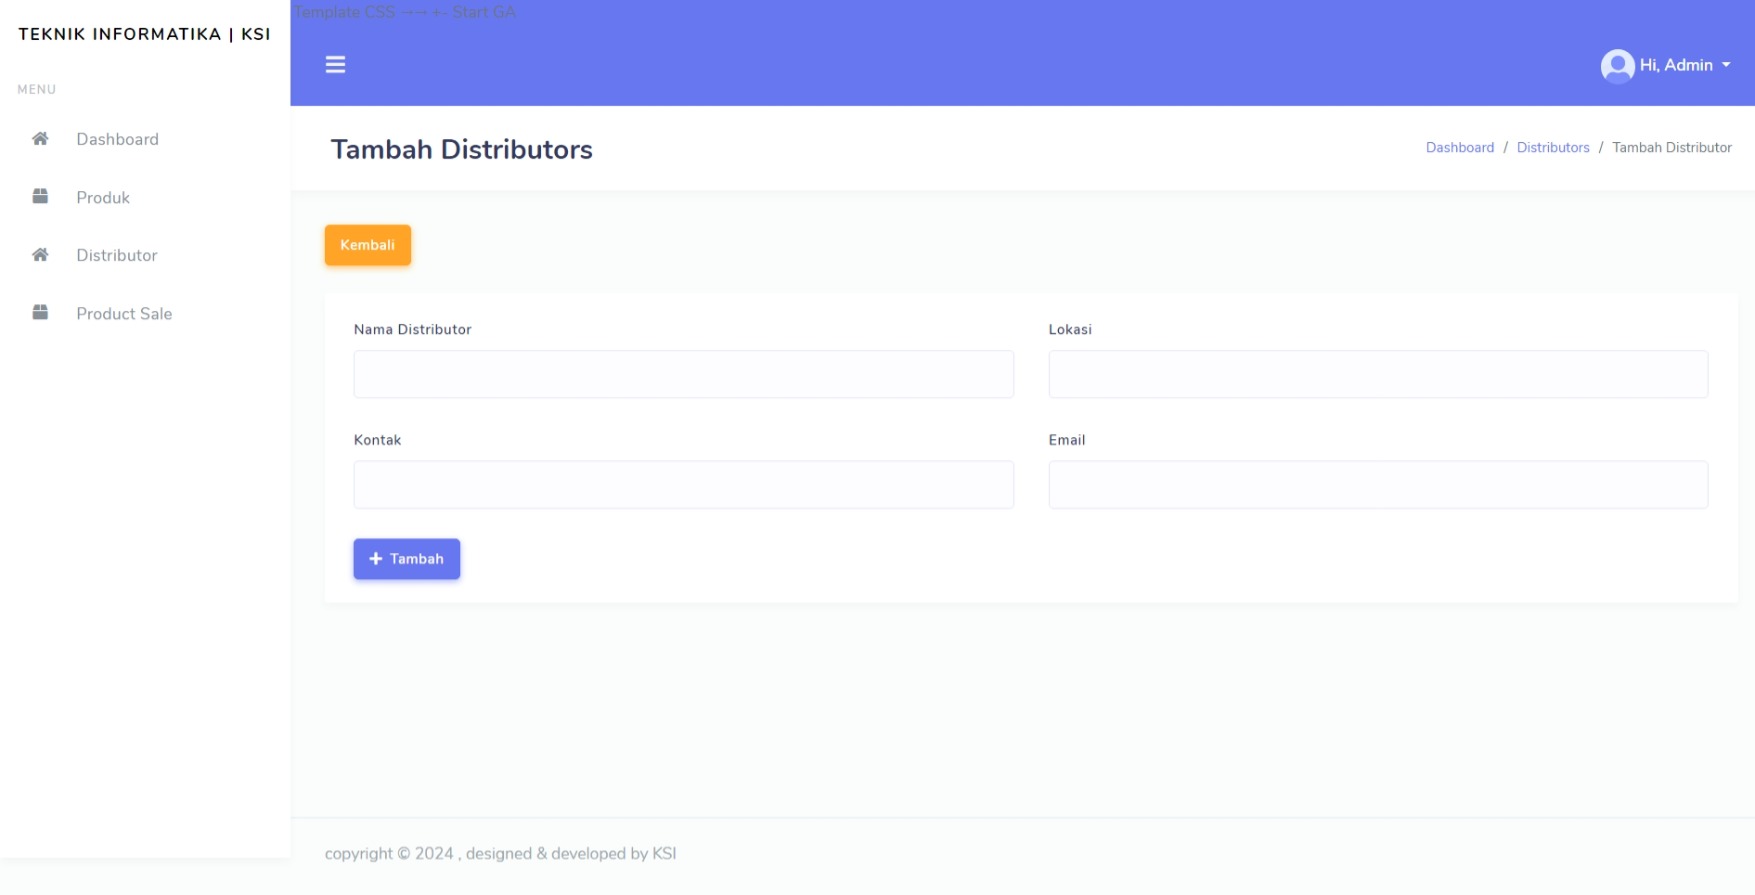 Template CSS →→ +- Start GA
TEKNIK INFORMATIKA | KSI
Hi, Admin
MENU
Dashboard
Produk
Distributor
Product Sale
Tambah Distributors
Dashboard / Distributors / Tambah Distributor
Kembali
Nama Distributor
Lokasi
Kontak
Email
+ Tambah
copyright © 2024 , designed & developed by KSI